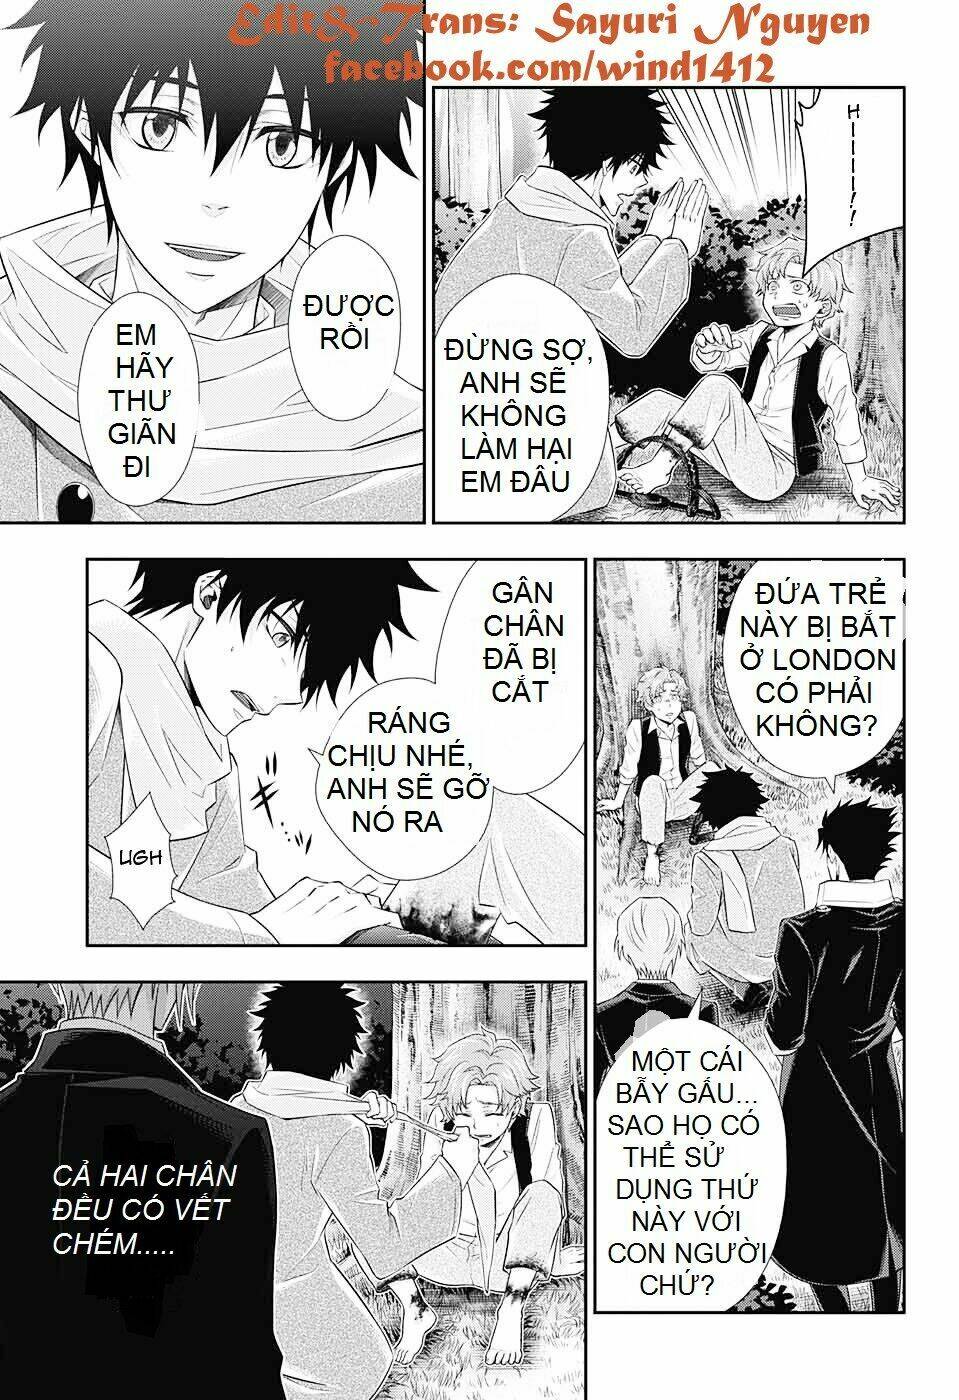 Edit&Trans: Sayuri Nguyen
facebook.com/wind1412
HIIIII!
ĐỪNG SỢ,
ANH SẼ
KHÔNG
LÀM HẠI
EM ĐÂU
ĐƯỢC
RỒI
EM
HÃY
THƯ
GIÃN
ĐI
ĐỨA TRẺ
NÀY BỊ BẮT
Ở LONDON
CÓ PHẢI
KHÔNG?
MỘT CÁI
BẪY GẤU...
SAO HỌ CÓ
THỂ SỬ
DỤNG THỨ
NÀY VỚI
CON NGƯỜI
CHỨ?
GÂN
CHÂN
ĐÃ BỊ
CẮT
RÁNG
CHỊU NHÉ,
ANH SẼ GỠ
NÓ RA
UGH
CẢ HAI CHÂN
ĐỀU CÓ VẾT
CHÉM.....